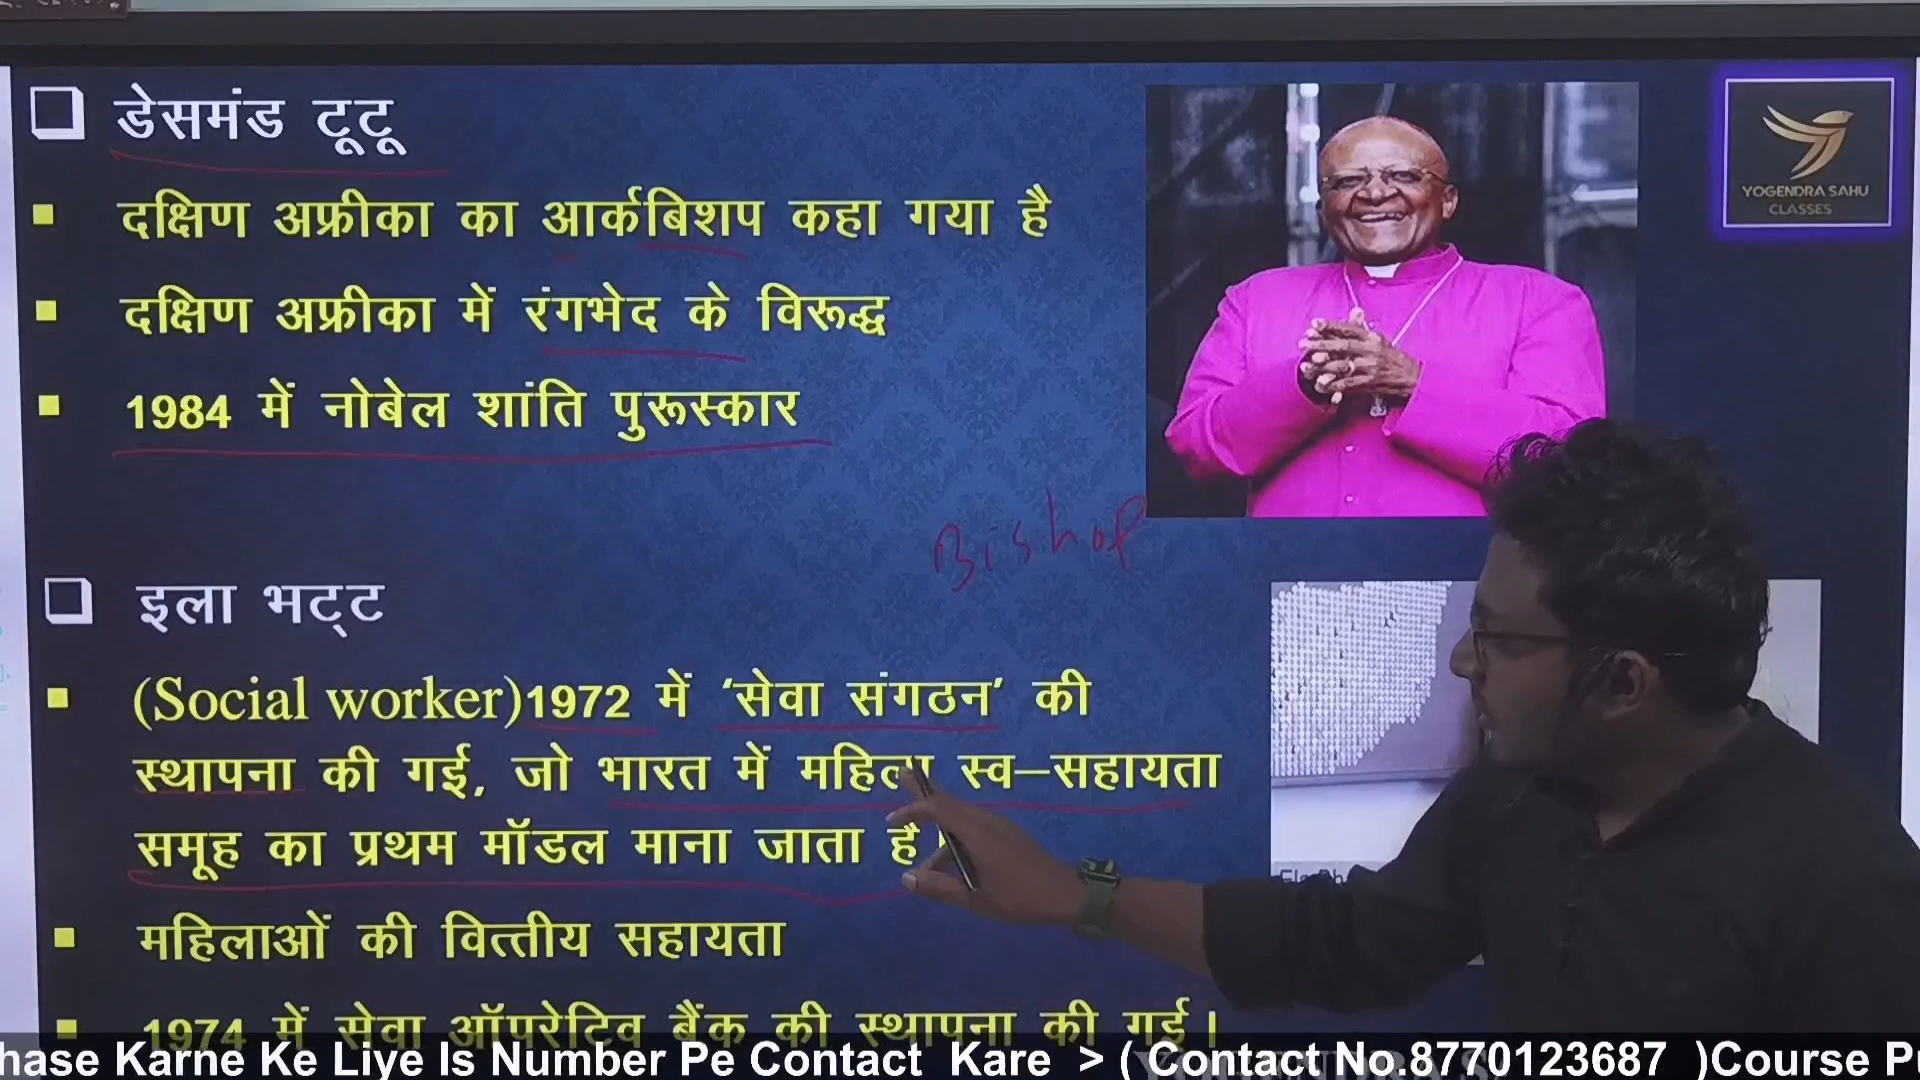 डेसमंड टूटू
दक्षिण अफ्रीका का आर्कबिशप कहा गया है
दक्षिण अफ्रीका में रंगभेद के विरूद्ध
1984 में नोबेल शांति पुरूस्कार
YOGENDRA SAHU
CLASSES
Bishop
इला भट्ट
(Social worker)1972 में ‘सेवा संगठन’ की
स्थापना की गई, जो भारत में महिला स्व–सहायता
समूह का प्रथम मॉडल माना जाता है।
महिलाओं की वित्तीय सहायता
1974 में सेवा ऑपरेटिव बैंक की स्थापना की गई।
hase Karne Ke Liye Is Number Pe Contact Kare > ( Contact No.8770123687 )Course P